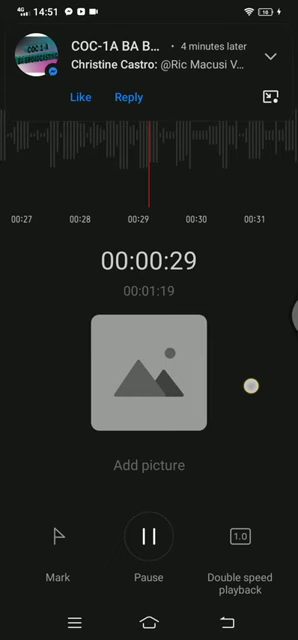 4G 14:51 10
COC-1A BA B... · 4 minutes later
Christine Castro: @Ric Macusi V...
Like Reply
00:27 00:28 00:29 00:30 00:31
00:00:29
00:01:19
Add picture
1.0
Mark Pause Double speed
playback